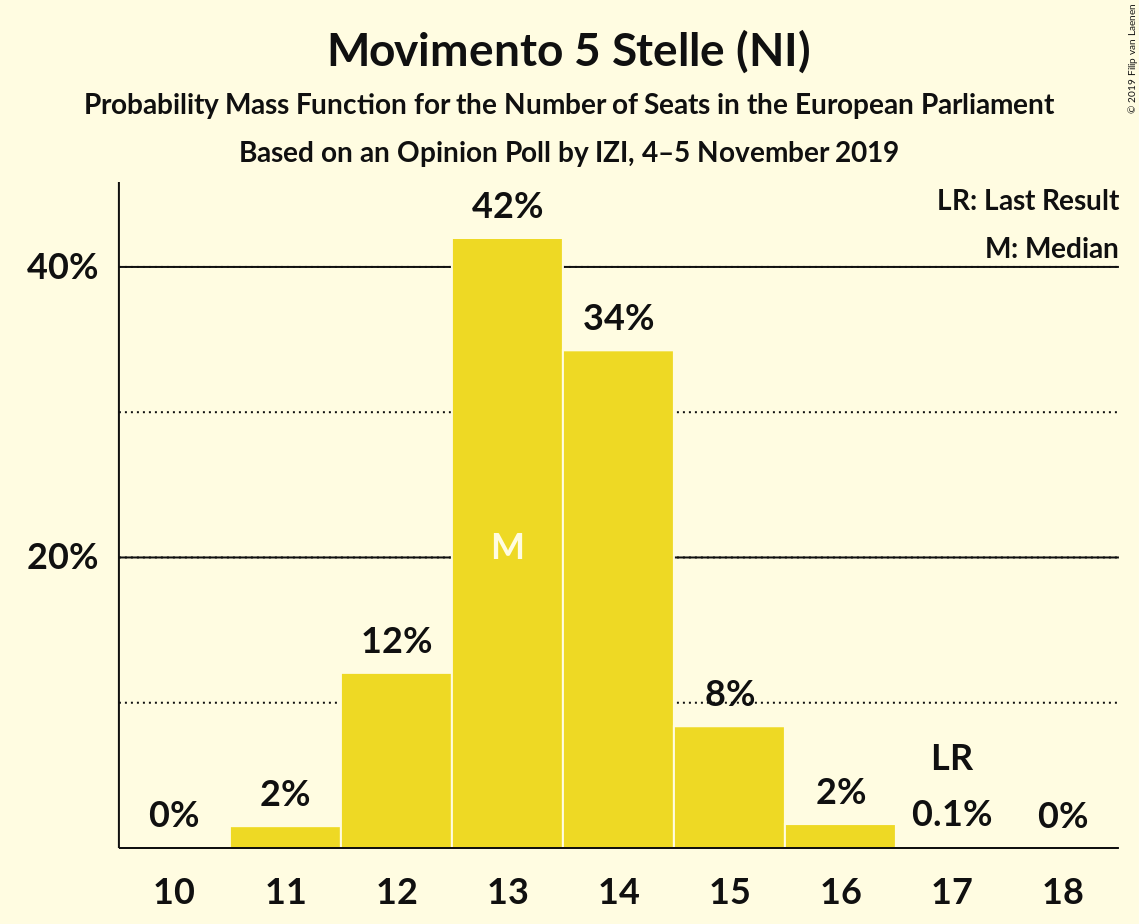 Movimento 5 Stelle (NI)
Probability Mass Function for the Number of Seats in the European Parliament
Based on an Opinion Poll by IZI, 4–5 November 2019
© 2019 Filip van Laenen
LR: Last Result
M: Median
42%
40%
34%
M
20%
12%
8%
LR
0%
2%
2%
0.1%
0%
10 11 12 13 14 15 16 17 18